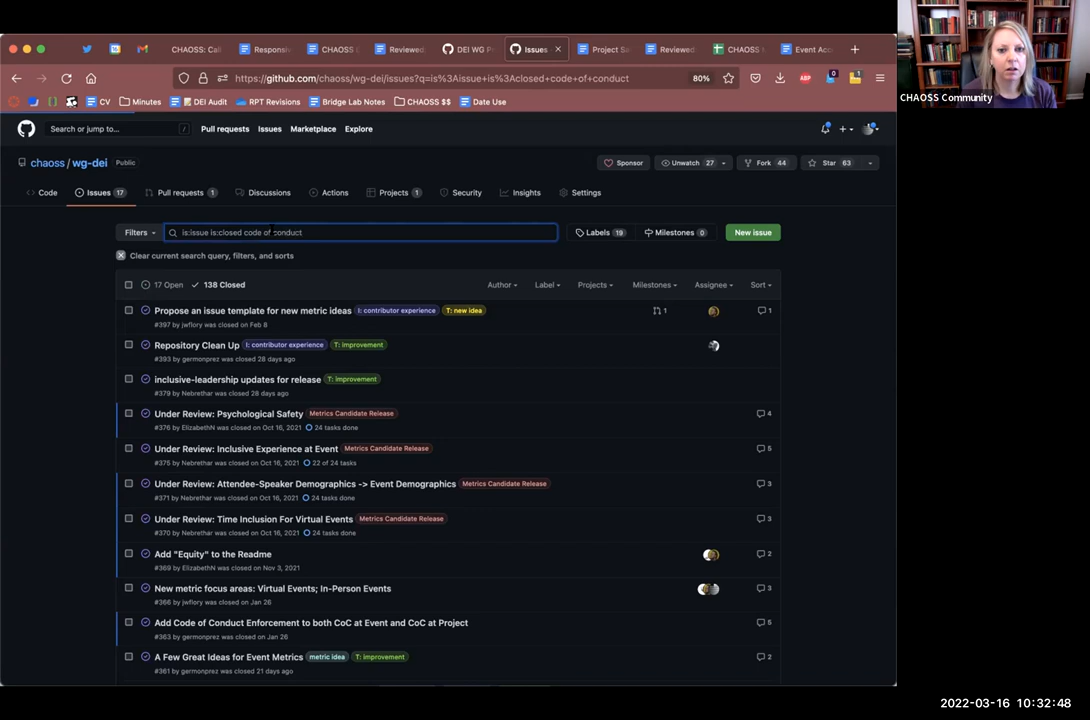 CHAOSS: Call
Responsiv
CHAOSS
Reviewed
DEI WG P
Issues
Project Sa
Reviewed
CHAOSS
Event Acc
https://github.com/chaoss/wg-dei/issues?q=is%3Aissue+is%3Aclosed+code+of+conduct
80%
ABP
0
1
CV
Minutes
DEI Audit
RPT Revisions
Bridge Lab Notes
CHAOSS $$
Date Use
CHAOSS Community
Search or jump to...
/
Pull requests
Issues
Marketplace
Explore
chaoss / wg-dei Public
Sponsor
Unwatch 27
Fork 44
Star 63
Code
Issues 17
Pull requests 1
Discussions
Actions
Projects 1
Security
Insights
Settings
Filters
is:issue is:closed code of conduct
Labels 19
Milestones 0
New issue
Clear current search query, filters, and sorts
17 Open 138 Closed
Author
Label
Projects
Milestones
Assignee
Sort
Propose an issue template for new metric ideas I: contributor experience T: new idea 1 1
#397 by jwflory was closed on Feb 8
Repository Clean Up I: contributor experience T: improvement
#393 by germonprez was closed 28 days ago
inclusive-leadership updates for release T: improvement
#379 by Nebrethar was closed 28 days ago
Under Review: Psychological Safety Metrics Candidate Release 4
#376 by ElizabethN was closed on Oct 16, 2021 24 tasks done
Under Review: Inclusive Experience at Event Metrics Candidate Release 5
#375 by Nebrethar was closed on Oct 16, 2021 22 of 24 tasks
Under Review: Attendee-Speaker Demographics -> Event Demographics Metrics Candidate Release 3
#371 by Nebrethar was closed on Oct 16, 2021 24 tasks done
Under Review: Time Inclusion For Virtual Events Metrics Candidate Release 3
#370 by Nebrethar was closed on Oct 16, 2021 24 tasks done
Add "Equity" to the Readme 2
#369 by ElizabethN was closed on Nov 3, 2021
New metric focus areas: Virtual Events; In-Person Events 3
#366 by jwflory was closed on Jan 26
Add Code of Conduct Enforcement to both CoC at Event and CoC at Project 5
#363 by germonprez was closed on Jan 26
A Few Great Ideas for Event Metrics metric idea T: improvement 2
#361 by germonprez was closed 21 days ago
2022-03-16 10:32:48